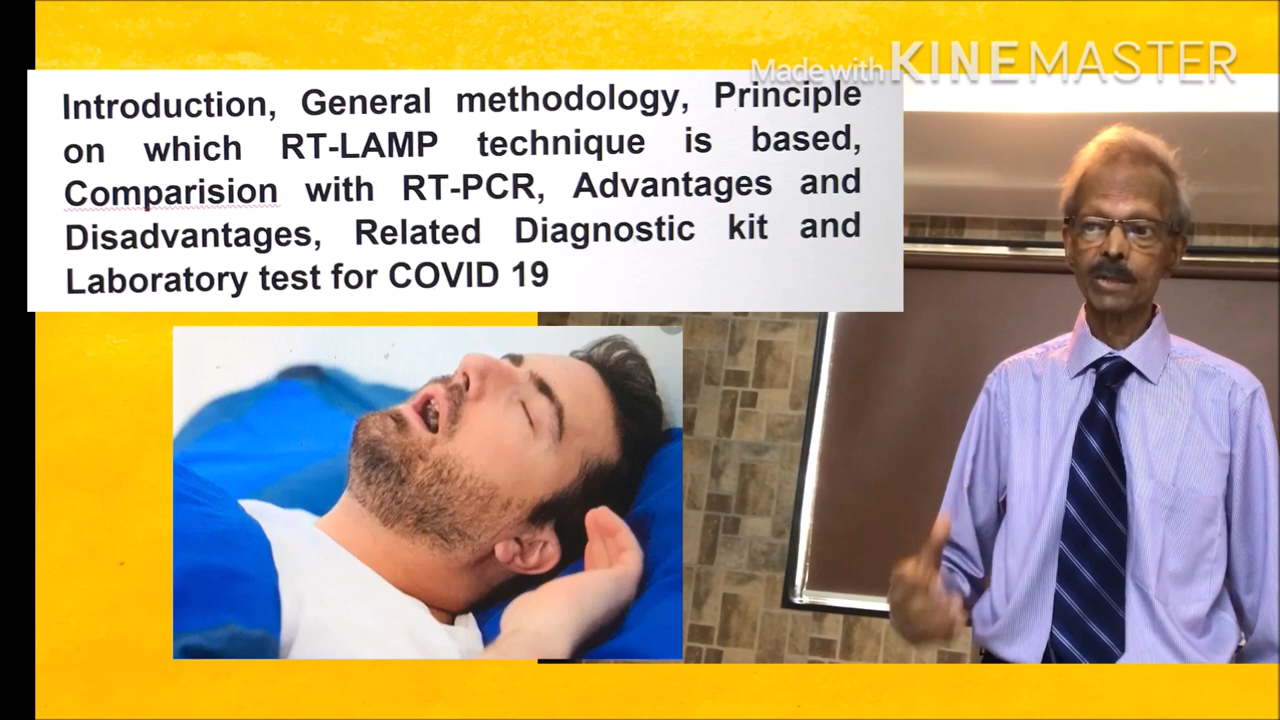 Made with KINEMASTER
Introduction, General methodology, Principle
on which RT-LAMP technique is based,
Comparision with RT-PCR, Advantages and
Disadvantages, Related Diagnostic kit and
Laboratory test for COVID 19